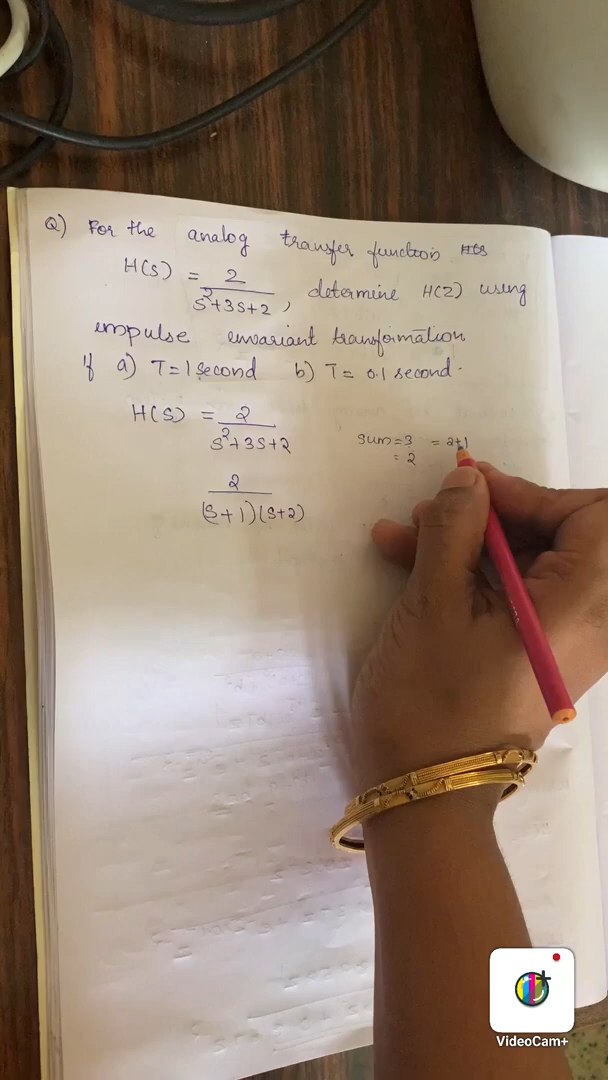 Q) For the analog transfer function
H(s) = 2 / s²+3s+2, determine H(Z) using
impulse invariant transformation
if a) T=1 second b) T= 0.1 second.
H(s) = 2 / s²+3s+2
sum = 3 = 2+1
= 2
2 / (s+1)(s+2)
VideoCam+